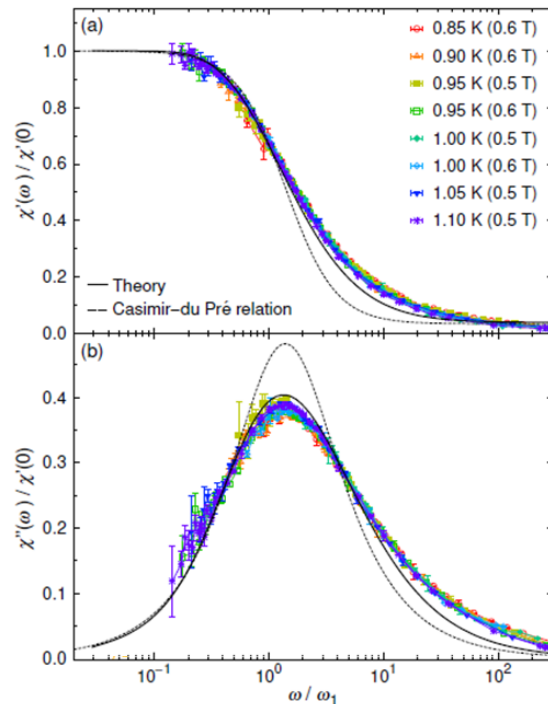 (a)
0.85 K (0.6 T)
0.90 K (0.6 T)
0.95 K (0.5 T)
0.95 K (0.6 T)
1.00 K (0.5 T)
1.00 K (0.6 T)
1.05 K (0.5 T)
1.10 K (0.5 T)
1.0
0.8
0.6
0.4
0.2
0.0
χ'(ω) / χ'(0)
Theory
Casimir–du Pré relation
(b)
0.4
0.3
0.2
0.1
0.0
χ''(ω) / χ'(0)
10⁻¹ 10⁰ 10¹ 10²
ω / ω₁